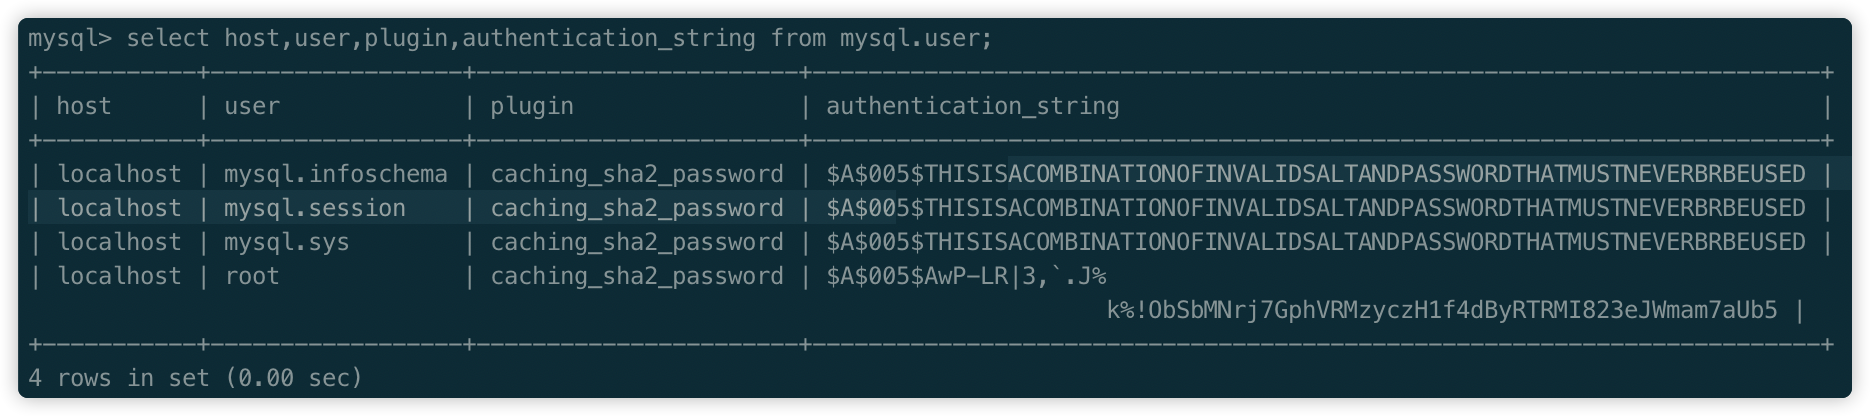 mysql> select host,user,plugin,authentication_string from mysql.user;
+-----------+------------------+-----------------------+------------------------------------------------------------------------+
| host      | user             | plugin                | authentication_string                                                  |
+-----------+------------------+-----------------------+------------------------------------------------------------------------+
| localhost | mysql.infoschema | caching_sha2_password | $A$005$THISISACOMBINATIONOFINVALIDSALTANDPASSWORDTHATMUSTNEVERBRBEUSED |
| localhost | mysql.session    | caching_sha2_password | $A$005$THISISACOMBINATIONOFINVALIDSALTANDPASSWORDTHATMUSTNEVERBRBEUSED |
| localhost | mysql.sys        | caching_sha2_password | $A$005$THISISACOMBINATIONOFINVALIDSALTANDPASSWORDTHATMUSTNEVERBRBEUSED |
| localhost | root             | caching_sha2_password | $A$005$AwP-LR|3,`.J%
                                                                             k%!ObSbMNrj7GphVRMzyczH1f4dByRTRMI823eJWmam7aUb5 |
+-----------+------------------+-----------------------+------------------------------------------------------------------------+
4 rows in set (0.00 sec)